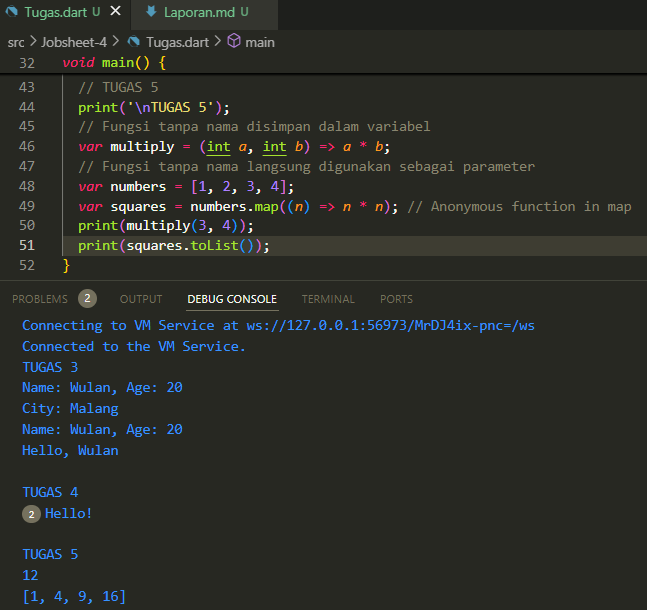 Tugas.dart U Laporan.md U
src > Jobsheet-4 > Tugas.dart > main
32 void main() {
43 // TUGAS 5
44 print('\nTUGAS 5');
45 // Fungsi tanpa nama disimpan dalam variabel
46 var multiply = (int a, int b) => a * b;
47 // Fungsi tanpa nama langsung digunakan sebagai parameter
48 var numbers = [1, 2, 3, 4];
49 var squares = numbers.map((n) => n * n); // Anonymous function in map
50 print(multiply(3, 4));
51 print(squares.toList());
52 }
PROBLEMS 2 OUTPUT DEBUG CONSOLE TERMINAL PORTS
Connecting to VM Service at ws://127.0.0.1:56973/MrDJ4ix-pnc=/ws
Connected to the VM Service.
TUGAS 3
Name: Wulan, Age: 20
City: Malang
Name: Wulan, Age: 20
Hello, Wulan
TUGAS 4
2 Hello!
TUGAS 5
12
[1, 4, 9, 16]